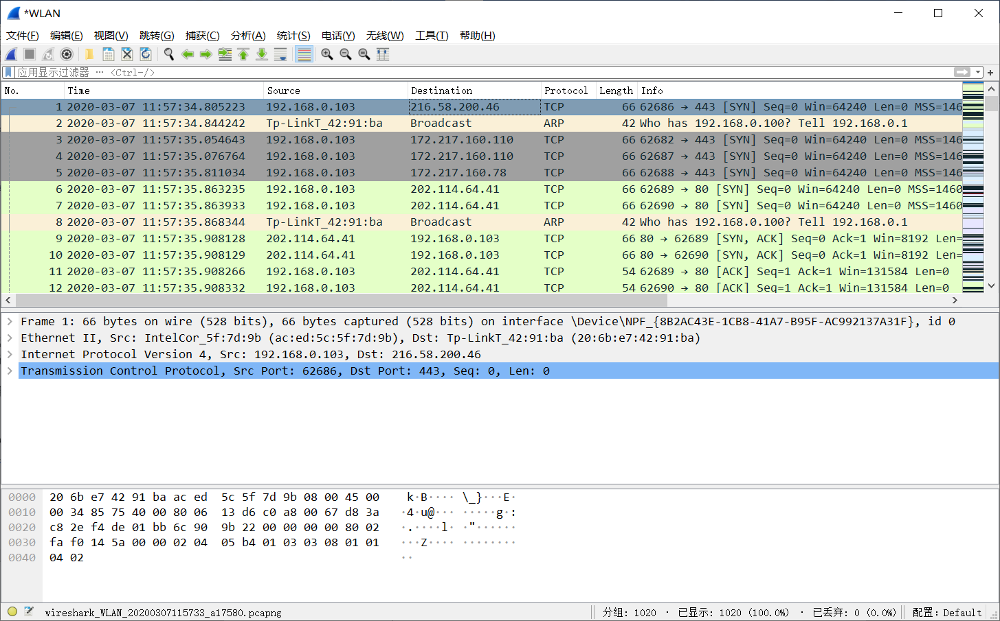 *WLAN
文件(F) 编辑(E) 视图(V) 跳转(G) 捕获(C) 分析(A) 统计(S) 电话(Y) 无线(W) 工具(T) 帮助(H)
应用显示过滤器 … <Ctrl-/>
No. Time Source Destination Protocol Length Info
1 2020-03-07 11:57:34.805223 192.168.0.103 216.58.200.46 TCP 66 62686 → 443 [SYN] Seq=0 Win=64240 Len=0 MSS=146
2 2020-03-07 11:57:34.844242 Tp-LinkT_42:91:ba Broadcast ARP 42 Who has 192.168.0.100? Tell 192.168.0.1
3 2020-03-07 11:57:35.054643 192.168.0.103 172.217.160.110 TCP 66 62682 → 443 [SYN] Seq=0 Win=64240 Len=0 MSS=146
4 2020-03-07 11:57:35.076764 192.168.0.103 172.217.160.110 TCP 66 62687 → 443 [SYN] Seq=0 Win=64240 Len=0 MSS=146
5 2020-03-07 11:57:35.811034 192.168.0.103 172.217.160.78 TCP 66 62688 → 443 [SYN] Seq=0 Win=64240 Len=0 MSS=146
6 2020-03-07 11:57:35.863235 192.168.0.103 202.114.64.41 TCP 66 62689 → 80 [SYN] Seq=0 Win=64240 Len=0 MSS=1460
7 2020-03-07 11:57:35.863933 192.168.0.103 202.114.64.41 TCP 66 62690 → 80 [SYN] Seq=0 Win=64240 Len=0 MSS=1460
8 2020-03-07 11:57:35.868344 Tp-LinkT_42:91:ba Broadcast ARP 42 Who has 192.168.0.100? Tell 192.168.0.1
9 2020-03-07 11:57:35.908128 202.114.64.41 192.168.0.103 TCP 66 80 → 62689 [SYN, ACK] Seq=0 Ack=1 Win=8192 Len=
10 2020-03-07 11:57:35.908129 202.114.64.41 192.168.0.103 TCP 66 80 → 62690 [SYN, ACK] Seq=0 Ack=1 Win=8192 Len=
11 2020-03-07 11:57:35.908266 192.168.0.103 202.114.64.41 TCP 54 62689 → 80 [ACK] Seq=1 Ack=1 Win=131584 Len=0
12 2020-03-07 11:57:35.908332 192.168.0.103 202.114.64.41 TCP 54 62690 → 80 [ACK] Seq=1 Ack=1 Win=131584 Len=0
Frame 1: 66 bytes on wire (528 bits), 66 bytes captured (528 bits) on interface \Device\NPF_{8B2AC43E-1CB8-41A7-B95F-AC992137A31F}, id 0
Ethernet II, Src: IntelCor_5f:7d:9b (ac:ed:5c:5f:7d:9b), Dst: Tp-LinkT_42:91:ba (20:6b:e7:42:91:ba)
Internet Protocol Version 4, Src: 192.168.0.103, Dst: 216.58.200.46
Transmission Control Protocol, Src Port: 62686, Dst Port: 443, Seq: 0, Len: 0
0000 20 6b e7 42 91 ba ac ed 5c 5f 7d 9b 08 00 45 00 k·B···· \_}···E·
0010 00 34 85 75 40 00 80 06 13 d6 c0 a8 00 67 d8 3a ·4·u@··· ·····g·:
0020 c8 2e f4 de 01 bb 6c 90 9b 22 00 00 00 00 80 02 ·.····l· ·"······
0030 fa f0 14 5a 00 00 02 04 05 b4 01 03 03 08 01 01 ···Z···· ········
0040 04 02 ··
wireshark_WLAN_20200307115733_a17580.pcapng 分组: 1020 · 已显示: 1020 (100.0%) · 已丢弃: 0 (0.0%) 配置: Default